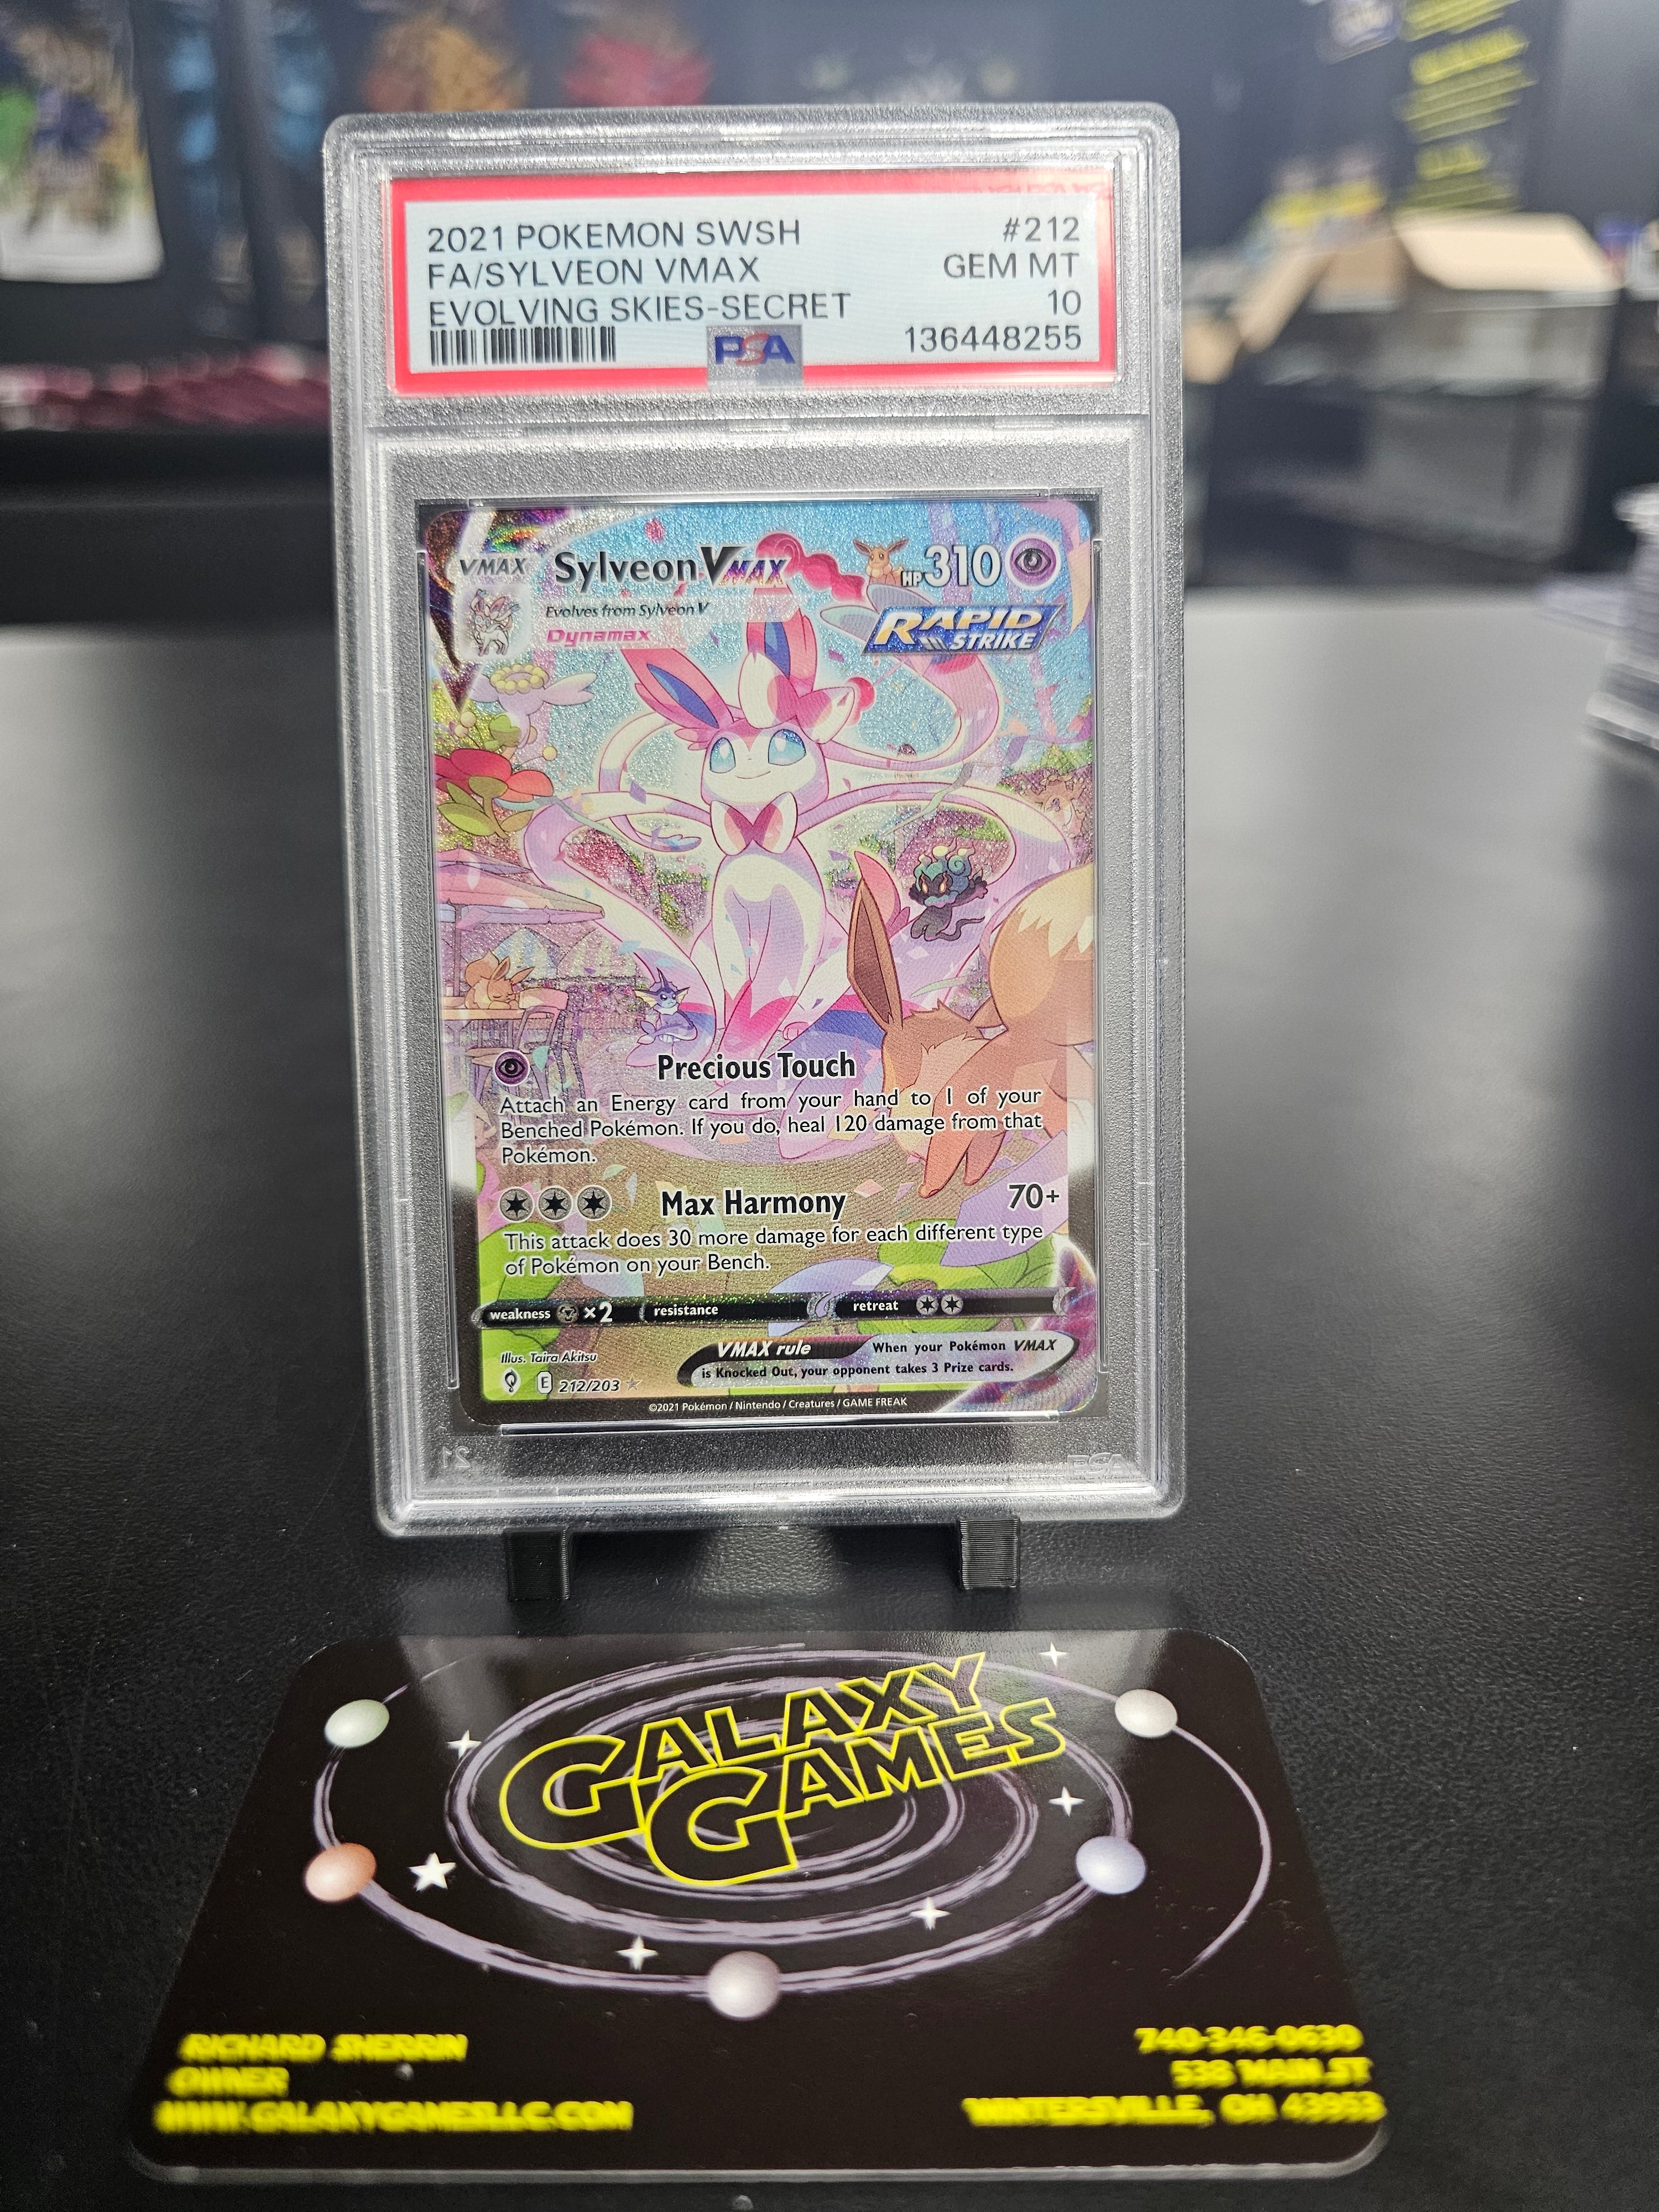 2021 POKEMON SWSH #212
FA/SYLVEON VMAX GEM MT
EVOLVING SKIES-SECRET 10
PSA 136448255
VMAX Sylveon VMAX HP 310
Evolves from Sylveon V
Dynamax
RAPID STRIKE
Precious Touch
Attach an Energy card from your hand to 1 of your
Benched Pokémon. If you do, heal 120 damage from that
Pokémon.
Max Harmony 70+
This attack does 30 more damage for each different type
of Pokémon on your Bench.
weakness ×2 resistance retreat
VMAX rule When your Pokémon VMAX
is Knocked Out, your opponent takes 3 Prize cards.
Illus. Taira Akitsu
E 212/203
©2021 Pokémon / Nintendo / Creatures / GAME FREAK
GALAXY
GAMES
RICHARD SHERRIN
OWNER
WWW.GALAXYGAMESLLC.COM
740-346-0630
538 MAIN ST
WINTERSVILLE, OH 43953